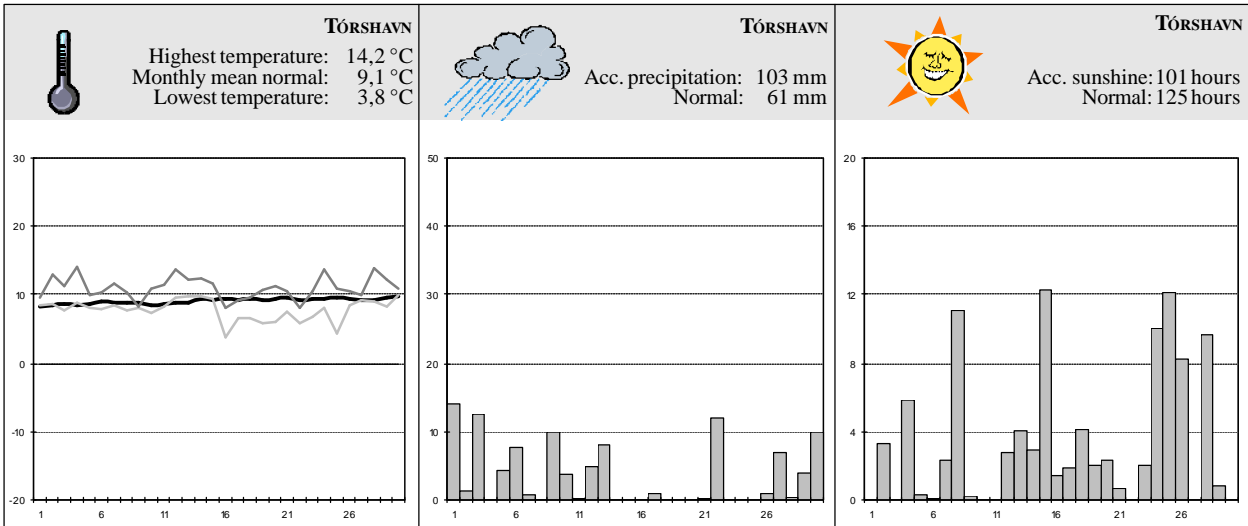 TÓRSHAVN
Highest temperature: 14,2 °C
Monthly mean normal: 9,1 °C
Lowest temperature: 3,8 °C
30
20
10
0
-10
-20
1 6 11 16 21 26
TÓRSHAVN
Acc. precipitation: 103 mm
Normal: 61 mm
50
40
30
20
10
0
1 6 11 16 21 26
TÓRSHAVN
Acc. sunshine: 101 hours
Normal: 125 hours
20
16
12
8
4
0
1 6 11 16 21 26